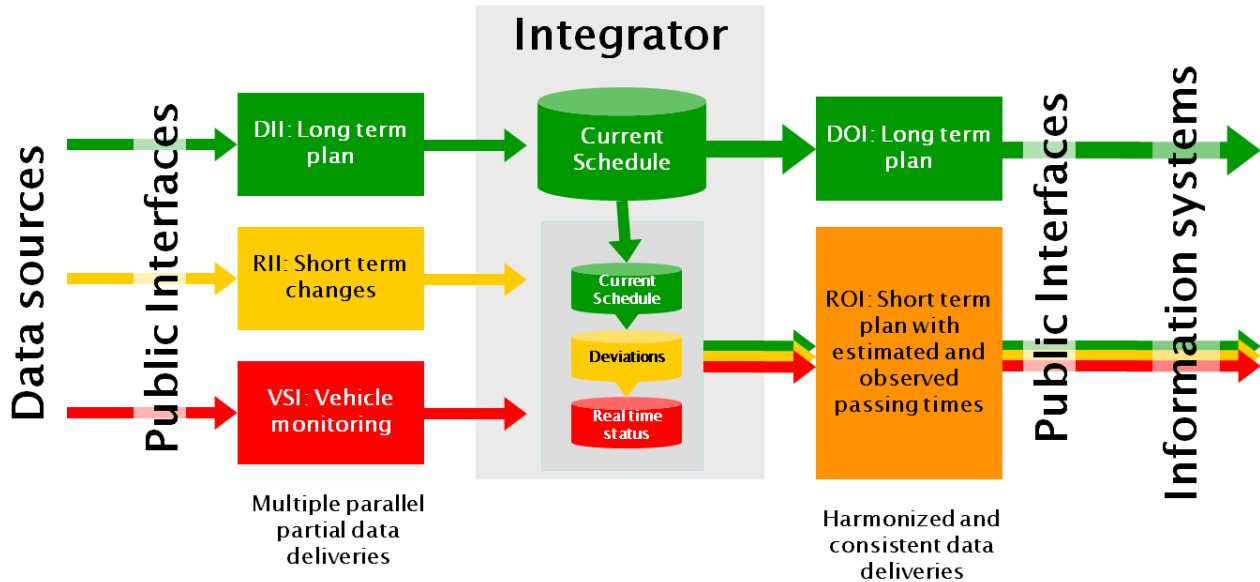 Integrator
Data sources
Public Interfaces
DII: Long term
plan
RII: Short term
changes
VSI: Vehicle
monitoring
Multiple parallel
partial data
deliveries
Current
Schedule
Current
Schedule
Deviations
Real time
status
DOI: Long term
plan
ROI: Short term
plan with
estimated and
observed
passing times
Harmonized and
consistent data
deliveries
Public Interfaces
Information systems